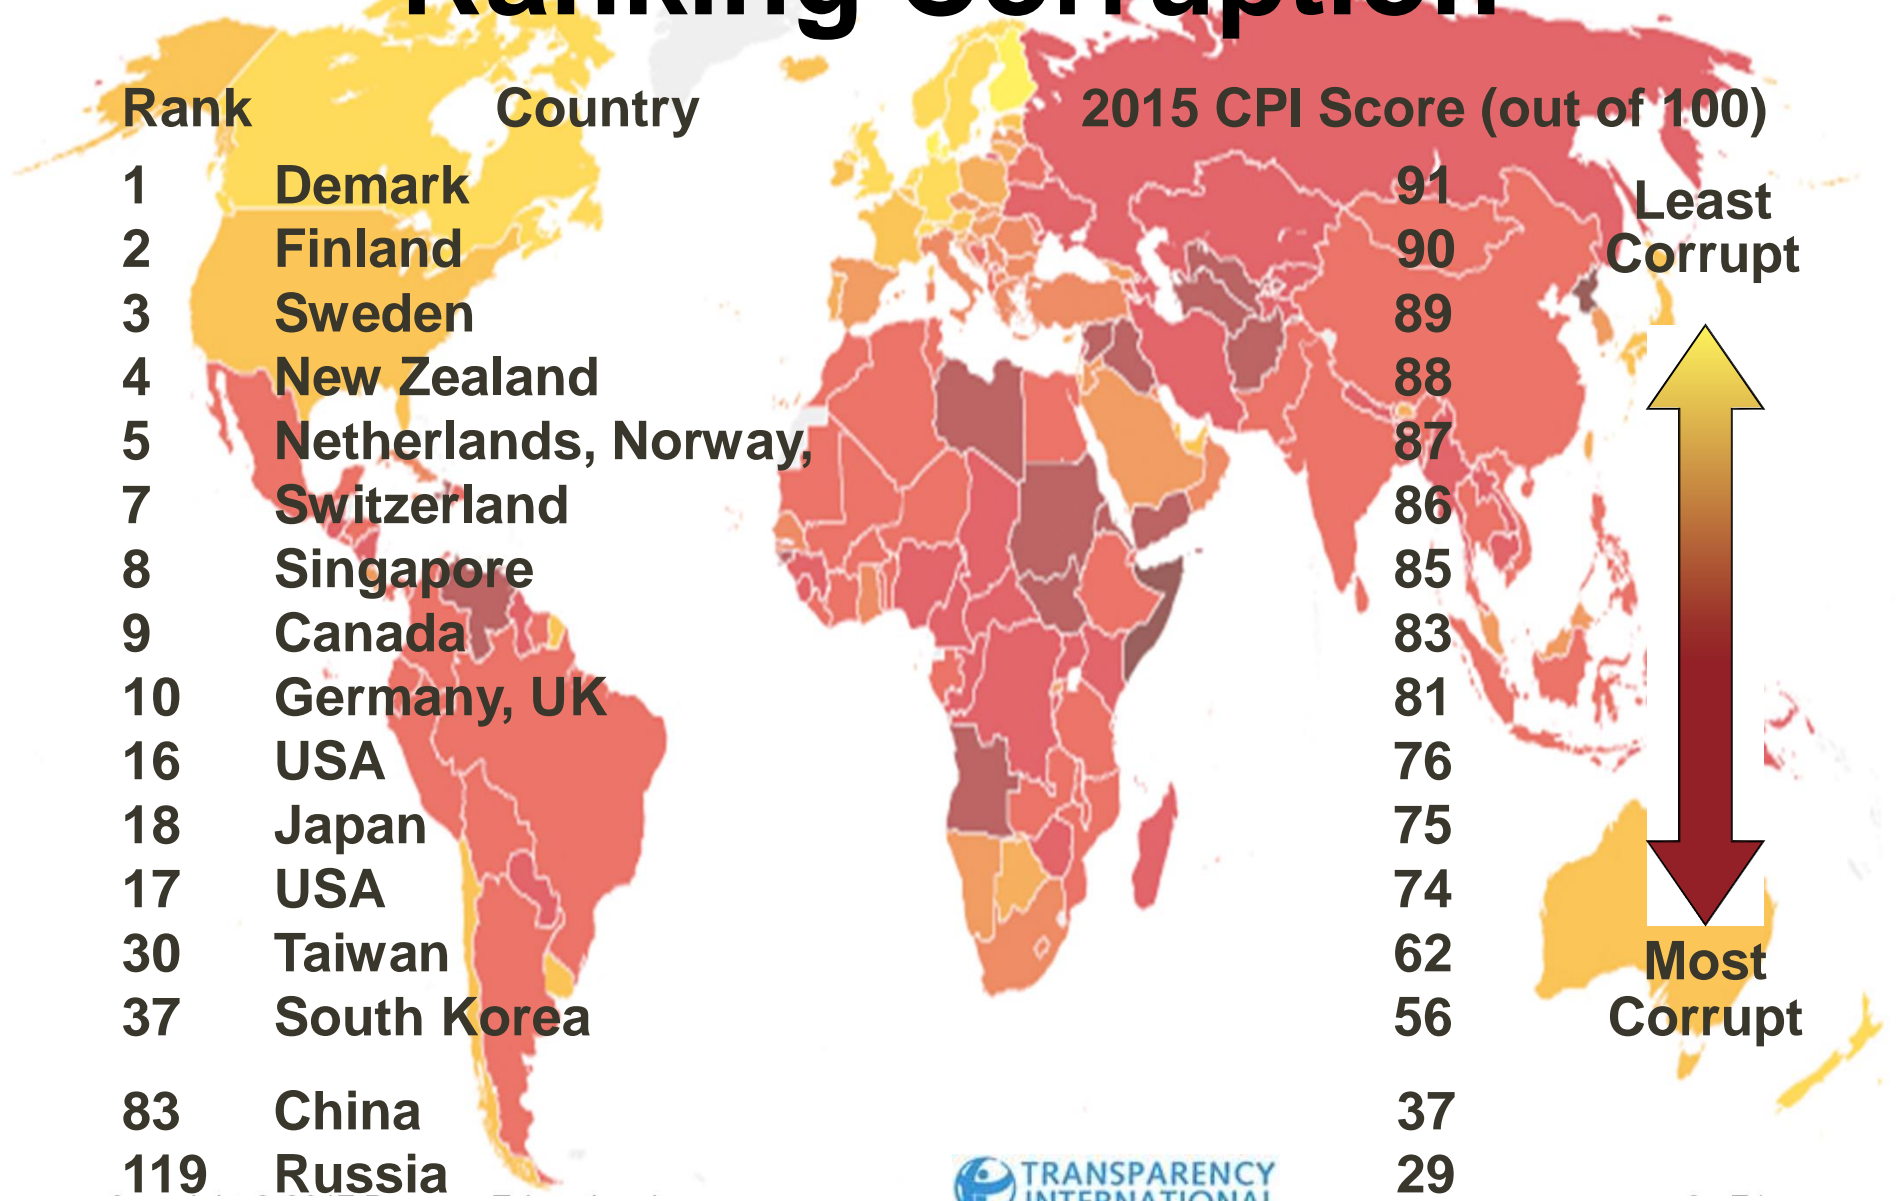 Ranking Corruption
Rank Country 2015 CPI Score (out of 100)
1 Demark 91
2 Finland 90
3 Sweden 89
4 New Zealand 88
5 Netherlands, Norway, 87
7 Switzerland 86
8 Singapore 85
9 Canada 83
10 Germany, UK 81
16 USA 76
18 Japan 75
17 USA 74
30 Taiwan 62
37 South Korea 56
83 China 37
119 Russia 29
Least
Corrupt
Most
Corrupt
TRANSPARENCY
INTERNATIONAL